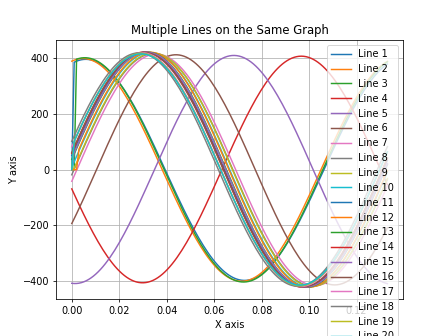 Multiple Lines on the Same Graph
400
200
0
−200
−400
Y axis
0.00
0.02
0.04
0.06
0.08
0.10
X axis
Line 1
Line 2
Line 3
Line 4
Line 5
Line 6
Line 7
Line 8
Line 9
Line 10
Line 11
Line 12
Line 13
Line 14
Line 15
Line 16
Line 17
Line 18
Line 19
Line 20